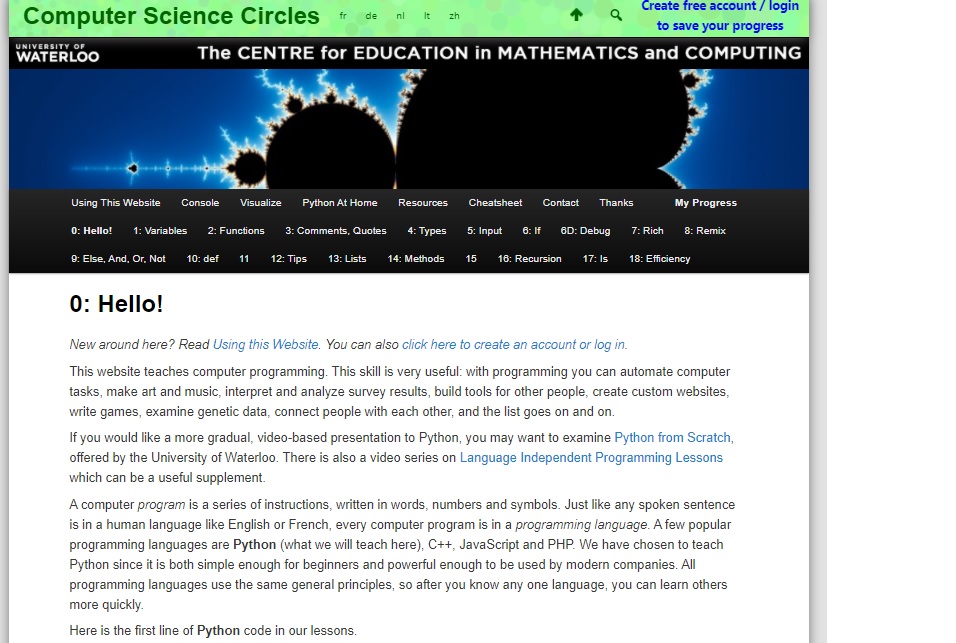 Computer Science Circles fr de nl lt zh
Create free account / login
to save your progress
UNIVERSITY OF
WATERLOO
The CENTRE for EDUCATION in MATHEMATICS and COMPUTING
Using This Website Console Visualize Python At Home Resources Cheatsheet Contact Thanks My Progress
0: Hello! 1: Variables 2: Functions 3: Comments, Quotes 4: Types 5: Input 6: If 6D: Debug 7: Rich 8: Remix
9: Else, And, Or, Not 10: def 11 12: Tips 13: Lists 14: Methods 15 16: Recursion 17: Is 18: Efficiency
0: Hello!
New around here? Read Using this Website. You can also click here to create an account or log in.
This website teaches computer programming. This skill is very useful: with programming you can automate computer
tasks, make art and music, interpret and analyze survey results, build tools for other people, create custom websites,
write games, examine genetic data, connect people with each other, and the list goes on and on.
If you would like a more gradual, video-based presentation to Python, you may want to examine Python from Scratch,
offered by the University of Waterloo. There is also a video series on Language Independent Programming Lessons
which can be a useful supplement.
A computer program is a series of instructions, written in words, numbers and symbols. Just like any spoken sentence
is in a human language like English or French, every computer program is in a programming language. A few popular
programming languages are Python (what we will teach here), C++, JavaScript and PHP. We have chosen to teach
Python since it is both simple enough for beginners and powerful enough to be used by modern companies. All
programming languages use the same general principles, so after you know any one language, you can learn others
more quickly.
Here is the first line of Python code in our lessons.